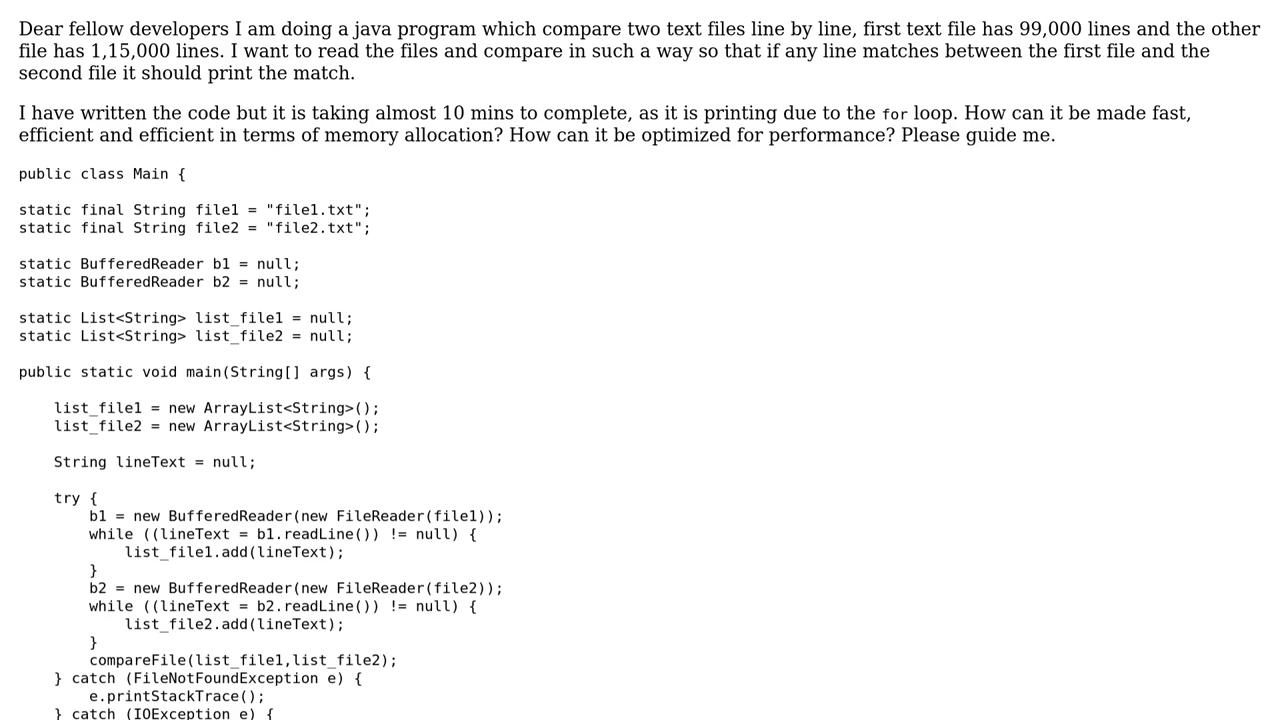 Dear fellow developers I am doing a java program which compare two text files line by line, first text file has 99,000 lines and the other
file has 1,15,000 lines. I want to read the files and compare in such a way so that if any line matches between the first file and the
second file it should print the match.
I have written the code but it is taking almost 10 mins to complete, as it is printing due to the for loop. How can it be made fast,
efficient and efficient in terms of memory allocation? How can it be optimized for performance? Please guide me.
public class Main {
static final String file1 = "file1.txt";
static final String file2 = "file2.txt";
static BufferedReader b1 = null;
static BufferedReader b2 = null;
static List<String> list_file1 = null;
static List<String> list_file2 = null;
public static void main(String[] args) {
    list_file1 = new ArrayList<String>();
    list_file2 = new ArrayList<String>();
    String lineText = null;
    try {
        b1 = new BufferedReader(new FileReader(file1));
        while ((lineText = b1.readLine()) != null) {
            list_file1.add(lineText);
        }
        b2 = new BufferedReader(new FileReader(file2));
        while ((lineText = b2.readLine()) != null) {
            list_file2.add(lineText);
        }
        compareFile(list_file1,list_file2);
    } catch (FileNotFoundException e) {
        e.printStackTrace();
    } catch (IOException e) {